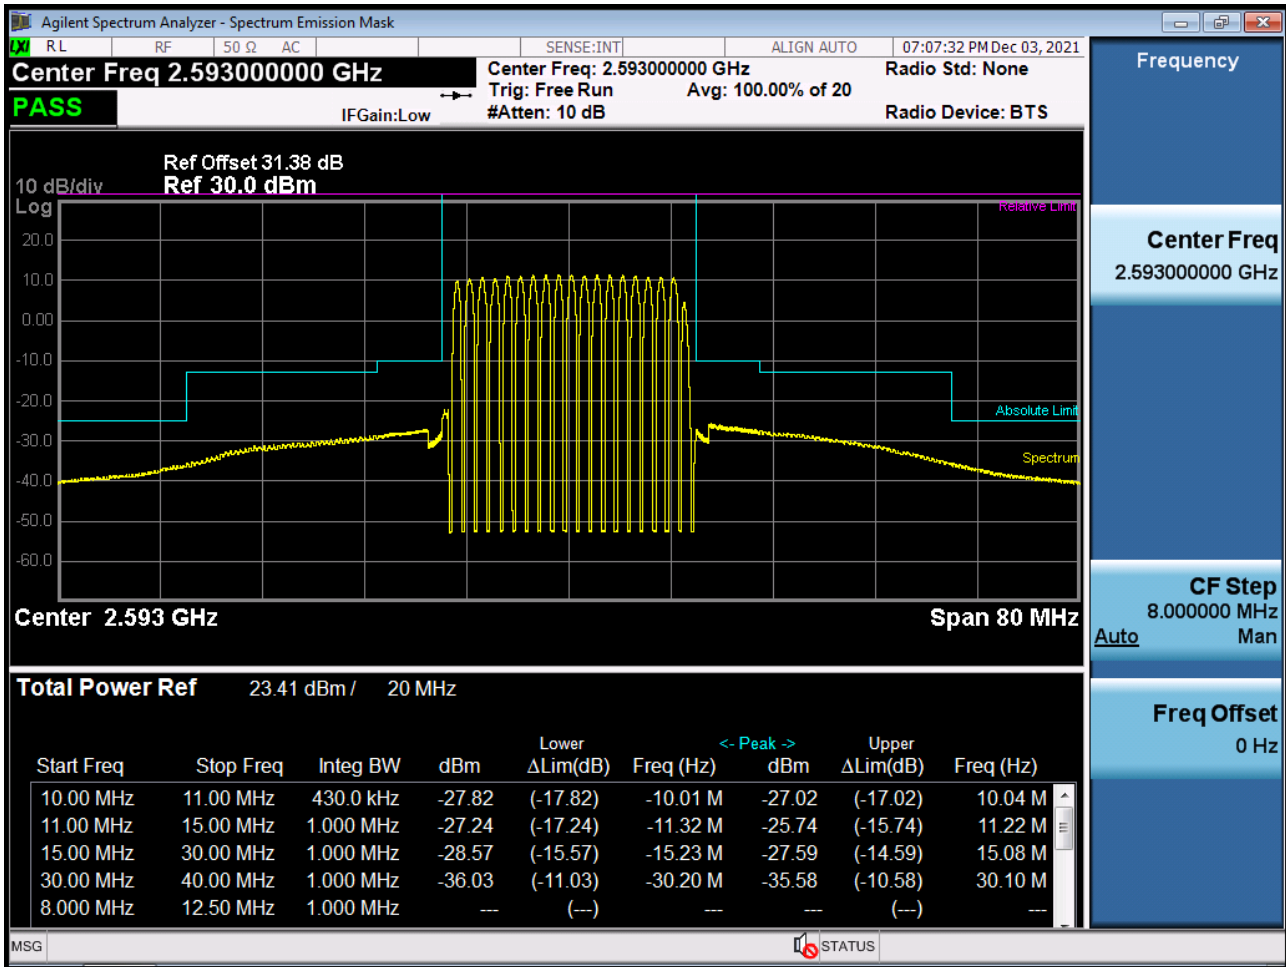 Agilent Spectrum Analyzer - Spectrum Emission Mask
LXI RL RF 50 Ω AC SENSE:INT ALIGN AUTO 07:07:32 PM Dec 03, 2021
Center Freq 2.593000000 GHz
PASS
IFGain:Low
Center Freq: 2.593000000 GHz
Trig: Free Run Avg: 100.00% of 20
#Atten: 10 dB
Radio Std: None
Radio Device: BTS
Ref Offset 31.38 dB
10 dB/div Ref 30.0 dBm
Log
Relative Limit
20.0
10.0
0.00
-10.0
-20.0
Absolute Limit
-30.0
Spectrum
-40.0
-50.0
-60.0
Center 2.593 GHz Span 80 MHz
Total Power Ref 23.41 dBm / 20 MHz
Lower <- Peak -> Upper
Start Freq Stop Freq Integ BW dBm ΔLim(dB) Freq (Hz) dBm ΔLim(dB) Freq (Hz)
10.00 MHz 11.00 MHz 430.0 kHz -27.82 (-17.82) -10.01 M -27.02 (-17.02) 10.04 M
11.00 MHz 15.00 MHz 1.000 MHz -27.24 (-17.24) -11.32 M -25.74 (-15.74) 11.22 M
15.00 MHz 30.00 MHz 1.000 MHz -28.57 (-15.57) -15.23 M -27.59 (-14.59) 15.08 M
30.00 MHz 40.00 MHz 1.000 MHz -36.03 (-11.03) -30.20 M -35.58 (-10.58) 30.10 M
8.000 MHz 12.50 MHz 1.000 MHz --- (---) --- --- (---) ---
MSG STATUS
Frequency
Center Freq
2.593000000 GHz
CF Step
8.000000 MHz
Auto Man
Freq Offset
0 Hz